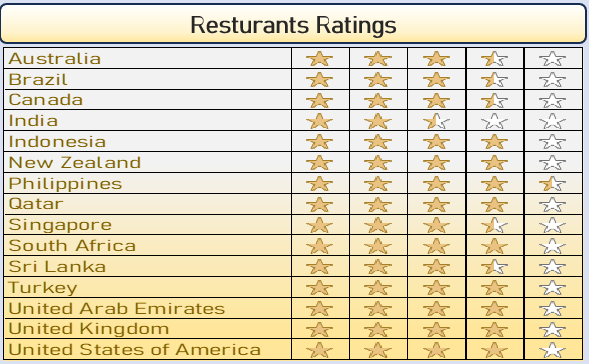 Resturants Ratings
Australia
Brazil
Canada
India
Indonesia
New Zealand
Philippines
Qatar
Singapore
South Africa
Sri Lanka
Turkey
United Arab Emirates
United Kingdom
United States of America